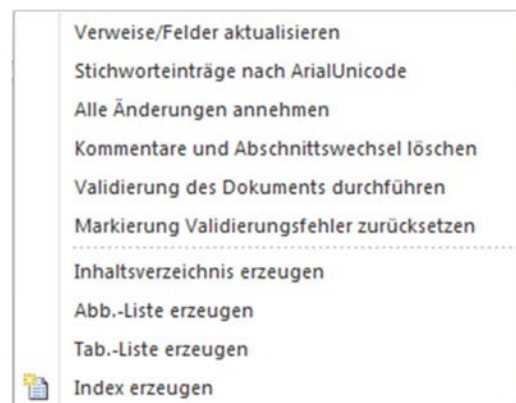 Verweise/Felder aktualisieren
Stichworteinträge nach ArialUnicode
Alle Änderungen annehmen
Kommentare und Abschnittswechsel löschen
Validierung des Dokuments durchführen
Markierung Validierungsfehler zurücksetzen
Inhaltsverzeichnis erzeugen
Abb.-Liste erzeugen
Tab.-Liste erzeugen
Index erzeugen